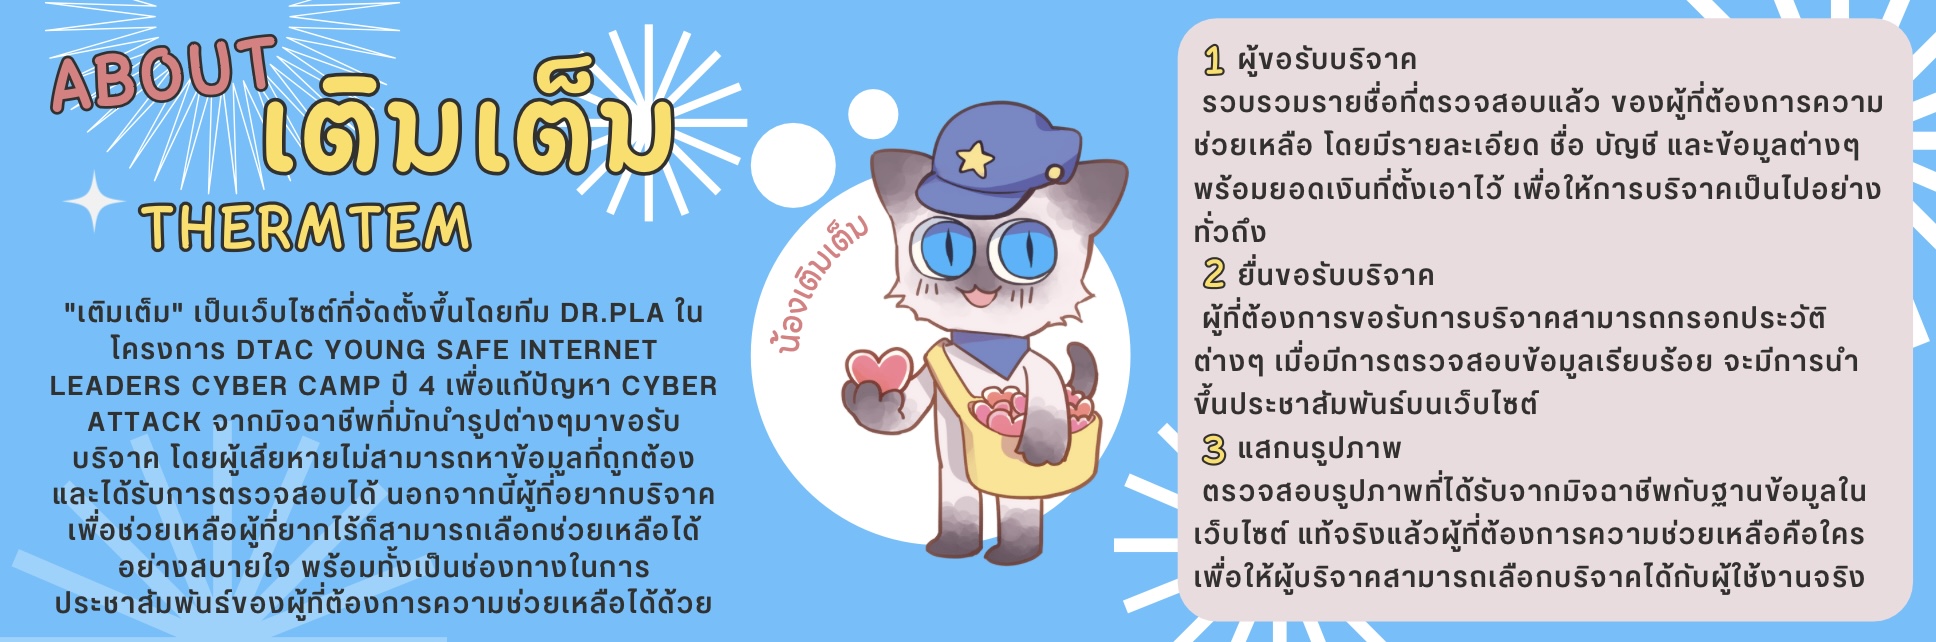 ABOUT
เติมเต็ม
THERMTEM
"เติมเต็ม" เป็นเว็บไซต์ที่จัดตั้งขึ้นโดยทีม DR.PLA ใน
โครงการ DTAC YOUNG SAFE INTERNET
LEADERS CYBER CAMP ปี 4 เพื่อแก้ปัญหา CYBER
ATTACK จากมิจฉาชีพที่มักนำรูปต่างๆมาขอรับ
บริจาค โดยผู้เสียหายไม่สามารถหาข้อมูลที่ถูกต้อง
และได้รับการตรวจสอบได้ นอกจากนี้ผู้ที่อยากบริจาค
เพื่อช่วยเหลือผู้ที่ยากไร้ก็สามารถเลือกช่วยเหลือได้
อย่างสบายใจ พร้อมทั้งเป็นช่องทางในการ
ประชาสัมพันธ์ของผู้ที่ต้องการความช่วยเหลือได้ด้วย
น้องเติมเต็ม
1 ผู้ขอรับบริจาค
รวบรวมรายชื่อที่ตรวจสอบแล้ว ของผู้ที่ต้องการความ
ช่วยเหลือ โดยมีรายละเอียด ชื่อ บัญชี และข้อมูลต่างๆ
พร้อมยอดเงินที่ตั้งเอาไว้ เพื่อให้การบริจาคเป็นไปอย่าง
ทั่วถึง
2 ยื่นขอรับบริจาค
ผู้ที่ต้องการขอรับการบริจาคสามารถกรอกประวัติ
ต่างๆ เมื่อมีการตรวจสอบข้อมูลเรียบร้อย จะมีการนำ
ขึ้นประชาสัมพันธ์บนเว็บไซต์
3 แสกนรูปภาพ
ตรวจสอบรูปภาพที่ได้รับจากมิจฉาชีพกับฐานข้อมูลใน
เว็บไซต์ แท้จริงแล้วผู้ที่ต้องการความช่วยเหลือคือใคร
เพื่อให้ผู้บริจาคสามารถเลือกบริจาคได้กับผู้ใช้งานจริง